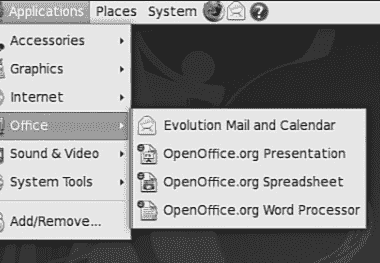 Applications Places System
Accessories
Graphics
Internet
Office
Sound & Video
System Tools
Add/Remove...
Evolution Mail and Calendar
OpenOffice.org Presentation
OpenOffice.org Spreadsheet
OpenOffice.org Word Processor